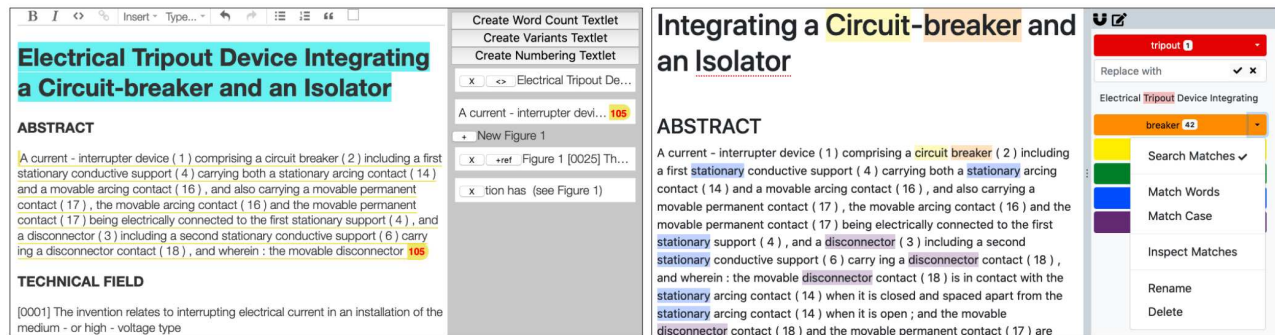 B I <> Insert Type...
Electrical Tripout Device Integrating
a Circuit-breaker and an Isolator
ABSTRACT
A current - interrupter device ( 1 ) comprising a circuit breaker ( 2 ) including a first
stationary conductive support ( 4 ) carrying both a stationary arcing contact ( 14 )
and a movable arcing contact ( 16 ) , and also carrying a movable permanent
contact ( 17 ) , the movable arcing contact ( 16 ) and the movable permanent
contact ( 17 ) being electrically connected to the first stationary support ( 4 ) , and
a disconnector ( 3 ) including a second stationary conductive support ( 6 ) carry
ing a disconnector contact ( 18 ) , and wherein : the movable disconnector 105
TECHNICAL FIELD
[0001] The invention relates to interrupting electrical current in an installation of the
medium - or high - voltage type
Create Word Count Textlet
Create Variants Textlet
Create Numbering Textlet
X <> Electrical Tripout De...
A current - interrupter devi... 105
+ New Figure 1
X +ref Figure 1 [0025] Th...
X tion has (see Figure 1)
Integrating a Circuit-breaker and
an Isolator
ABSTRACT
A current - interrupter device ( 1 ) comprising a circuit breaker ( 2 ) including
a first stationary conductive support ( 4 ) carrying both a stationary arcing
contact ( 14 ) and a movable arcing contact ( 16 ) , and also carrying a
movable permanent contact ( 17 ) , the movable arcing contact ( 16 ) and the
movable permanent contact ( 17 ) being electrically connected to the first
stationary support ( 4 ) , and a disconnector ( 3 ) including a second
stationary conductive support ( 6 ) carry ing a disconnector contact ( 18 ) ,
and wherein : the movable disconnector contact ( 18 ) is in contact with the
stationary arcing contact ( 14 ) when it is closed and spaced apart from the
stationary arcing contact ( 14 ) when it is open ; and the movable
disconnector contact ( 18 ) and the movable permanent contact ( 17 ) are
tripout 1
Replace with
Electrical Tripout Device Integrating
breaker 42
Search Matches
Match Words
Match Case
Inspect Matches
Rename
Delete